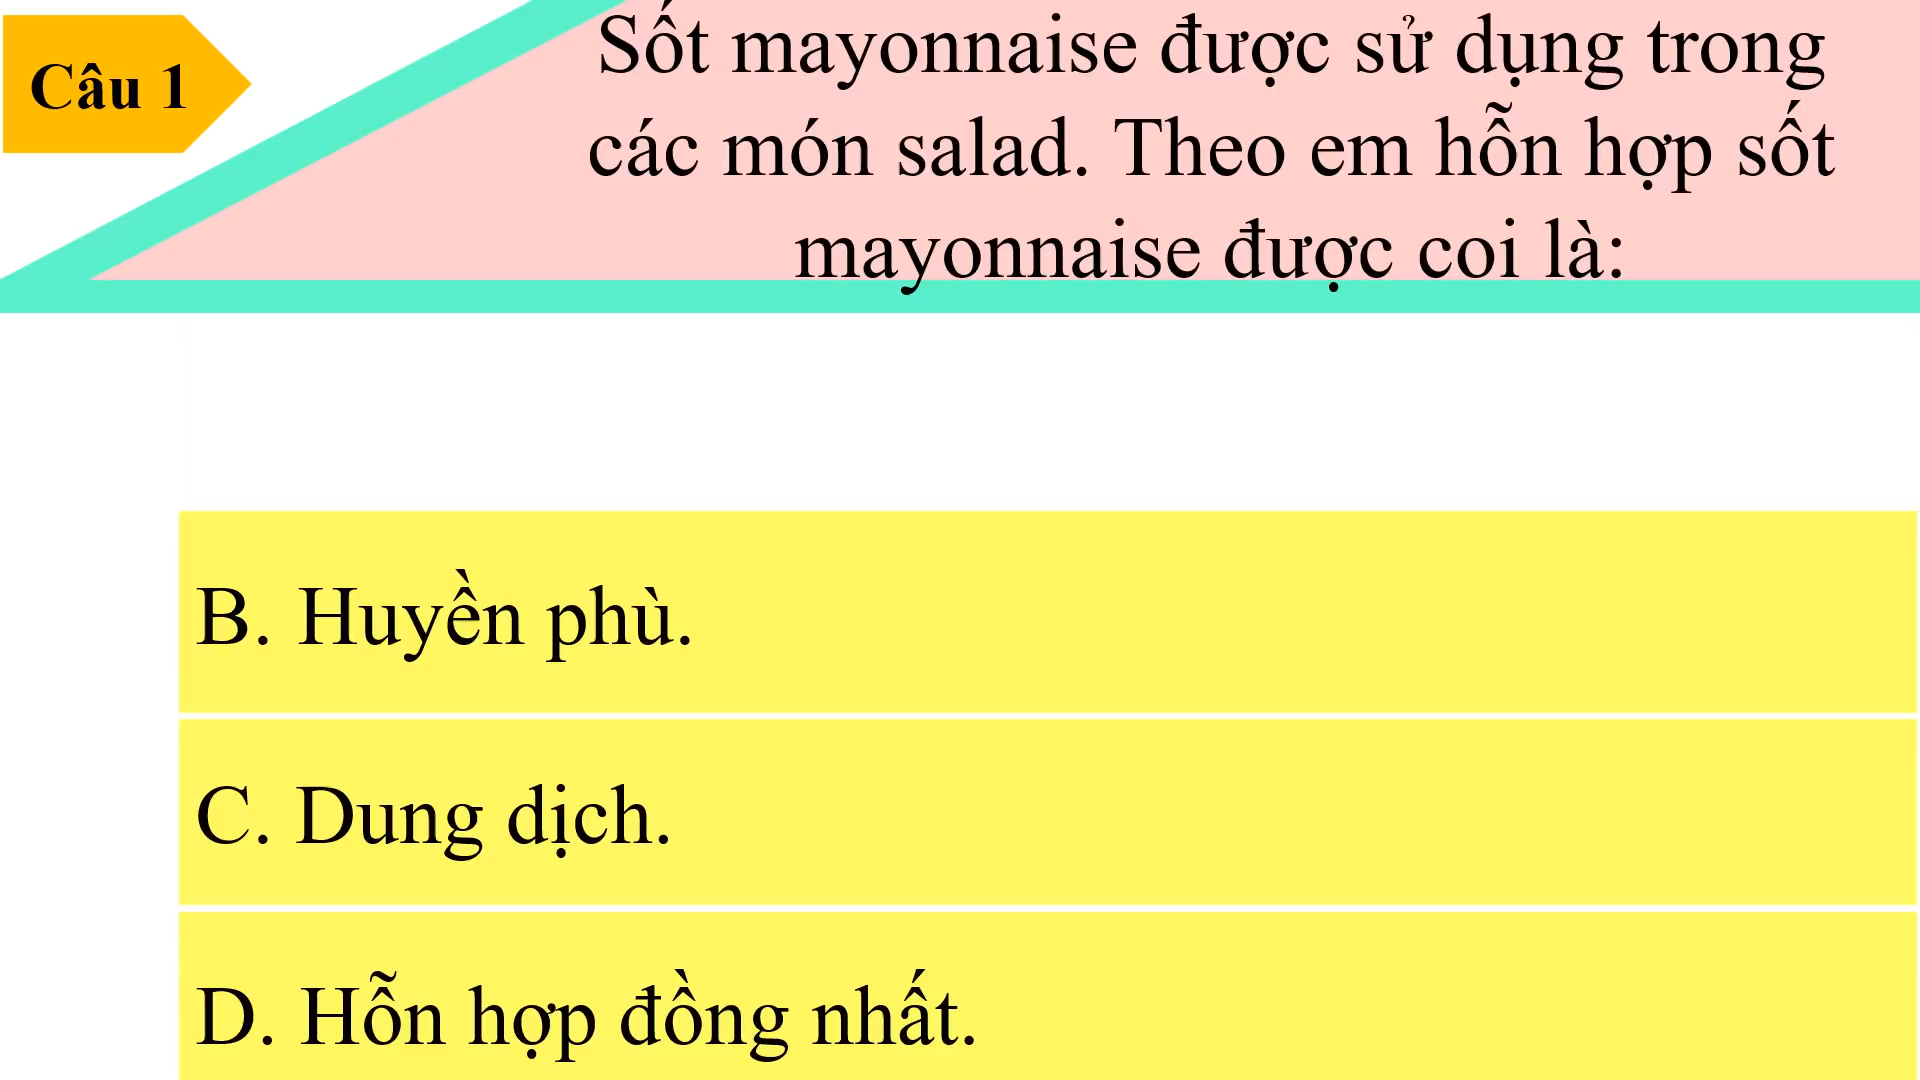 Câu 1
Sốt mayonnaise được sử dụng trong
các món salad. Theo em hỗn hợp sốt
mayonnaise được coi là:
B. Huyền phù.
C. Dung dịch.
D. Hỗn hợp đồng nhất.